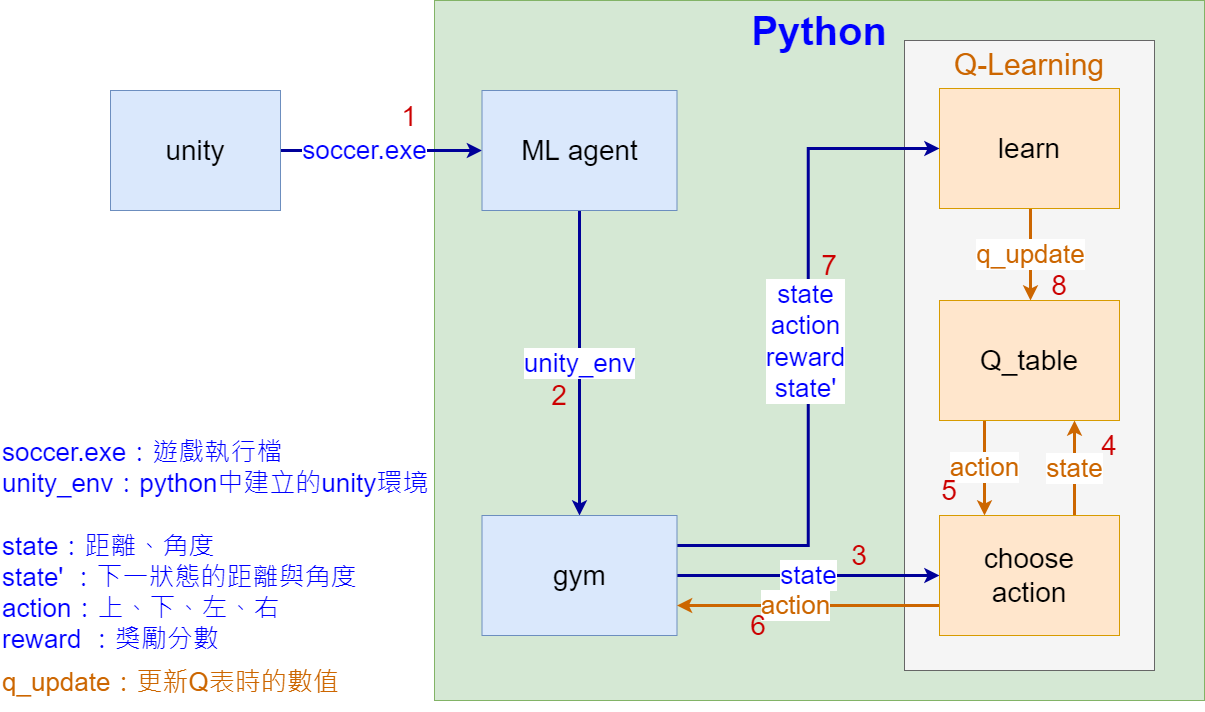 Python
Q-Learning
unity
1
soccer.exe
ML agent
learn
q_update
8
7
state
action
reward
state'
unity_env
2
Q_table
action
5
state
4
gym
state
3
action
6
choose
action
soccer.exe：遊戲執行檔
unity_env：python中建立的unity環境
state：距離、角度
state' ：下一狀態的距離與角度
action：上、下、左、右
reward ：獎勵分數
q_update：更新Q表時的數值